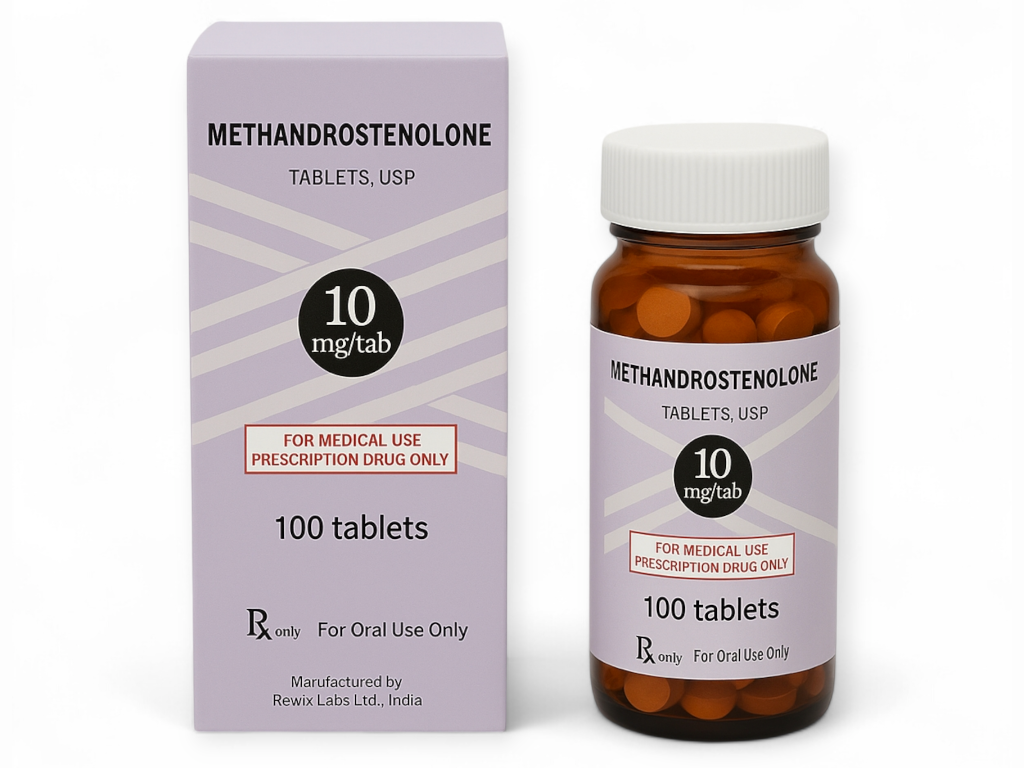 METHANDROSTENOLONE
TABLETS, USP
10
mg/tab
FOR MEDICAL USE
PRESCRIPTION DRUG ONLY
100 tablets
Rx only For Oral Use Only
Manufactured by
Rewix Labs Ltd., India
METHANDROSTENOLONE
TABLETS, USP
10
mg/tab
FOR MEDICAL USE
PRESCRIPTION DRUG ONLY
100 tablets
Rx only For Oral Use Only